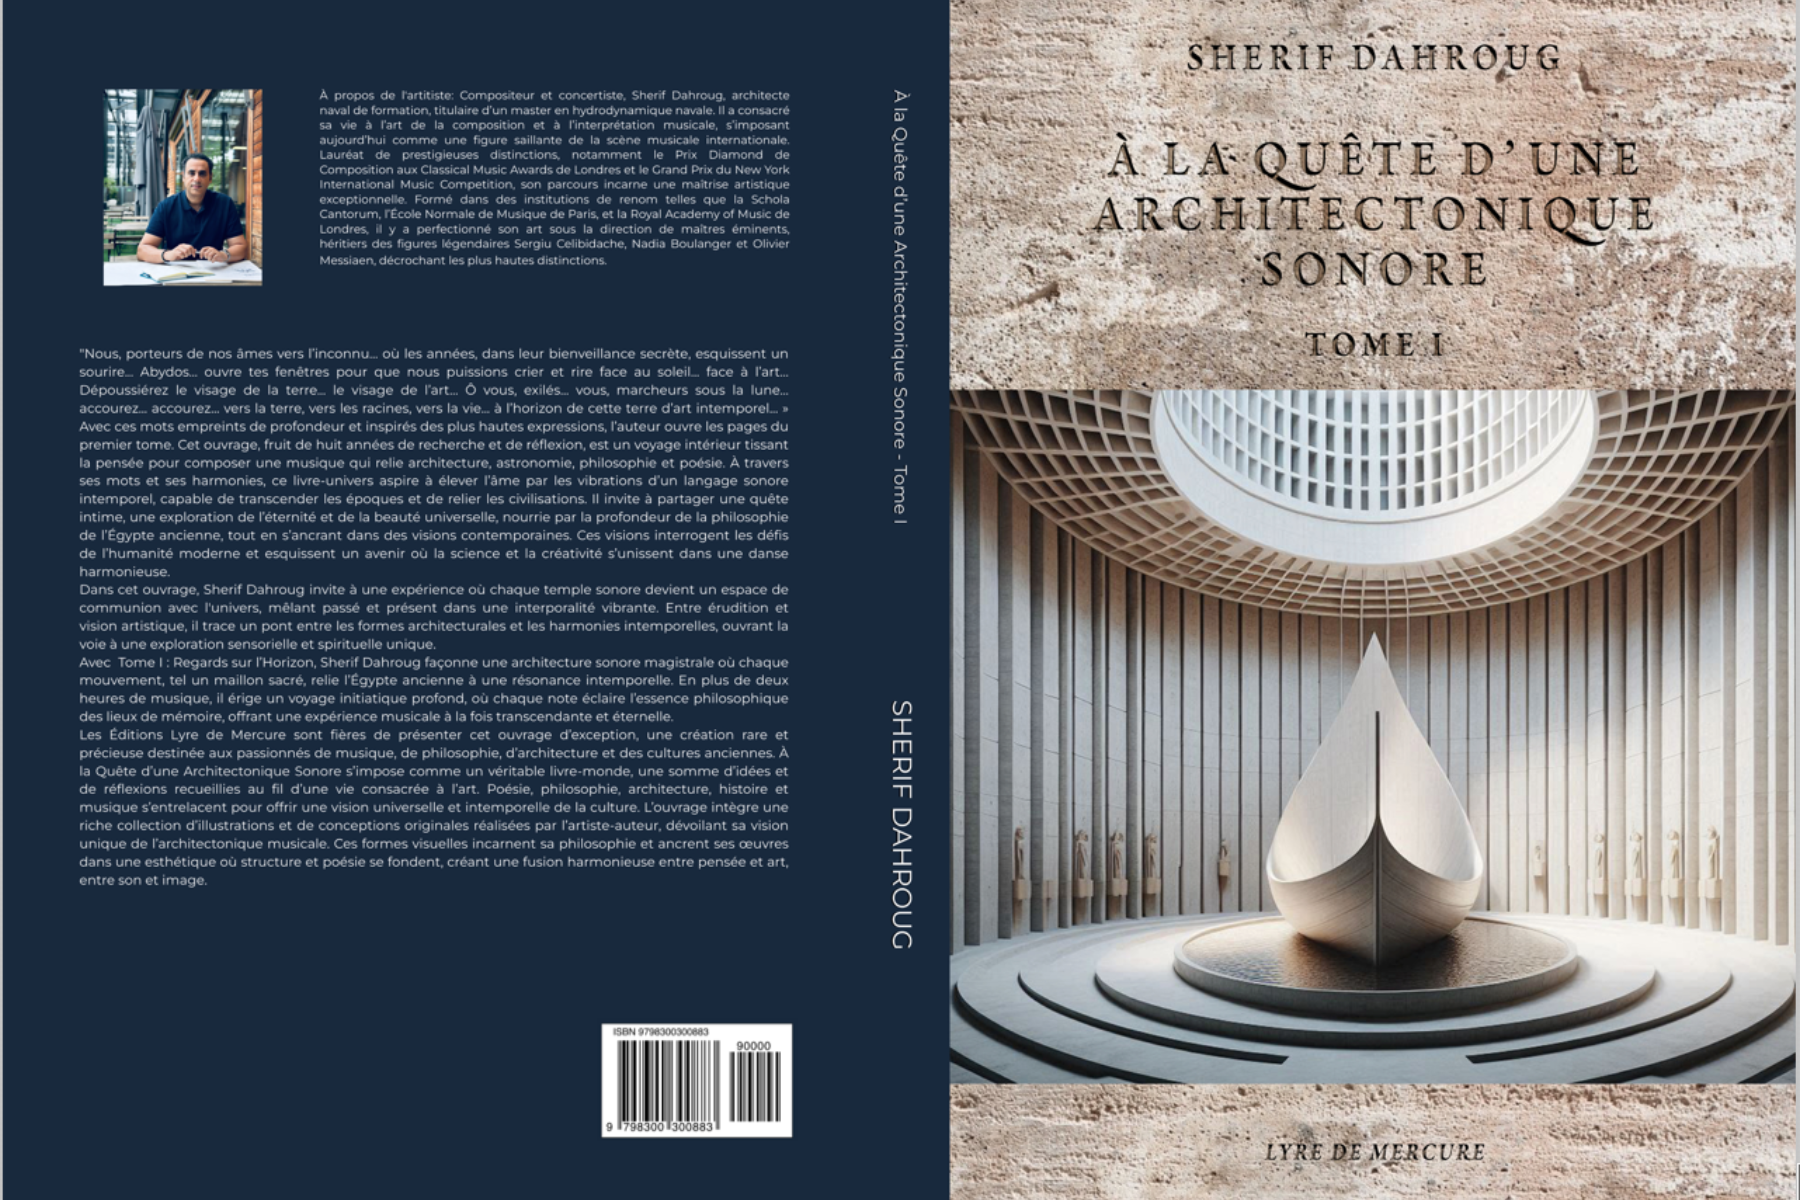 À propos de l'artitiste: Compositeur et concertiste, Sherif Dahroug, architecte
naval de formation, titulaire d'un master en hydrodynamique navale. Il a consacré
sa vie à l'art de la composition et à l'interprétation musicale, s'imposant
aujourd'hui comme une figure saillante de la scène musicale internationale.
Lauréat de prestigieuses distinctions, notamment le Prix Diamond de
Composition aux Classical Music Awards de Londres et le Grand Prix du New York
International Music Competition, son parcours incarne une maîtrise artistique
exceptionnelle. Formé dans des institutions de renom telles que la Schola
Cantorum, l'École Normale de Musique de Paris, et la Royal Academy of Music de
Londres, il y a perfectionné son art sous la direction de maîtres éminents,
héritiers des figures légendaires Sergiu Celibidache, Nadia Boulanger et Olivier
Messiaen, décrochant les plus hautes distinctions.
"Nous, porteurs de nos âmes vers l'inconnu... où les années, dans leur bienveillance secrète, esquissent un
sourire... Abydos... ouvre tes fenêtres pour que nous puissions crier et rire face au soleil... face à l'art...
Dépoussiérez le visage de la terre... le visage de l'art... Ô vous, exilés... vous, marcheurs sous la lune...
accourez... accourez... vers la terre, vers les racines, vers la vie... à l'horizon de cette terre d'art intemporel... »
Avec ces mots empreints de profondeur et inspirés des plus hautes expressions, l'auteur ouvre les pages du
premier tome. Cet ouvrage, fruit de huit années de recherche et de réflexion, est un voyage intérieur tissant
la pensée pour composer une musique qui relie architecture, astronomie, philosophie et poésie. À travers
ses mots et ses harmonies, ce livre-univers aspire à élever l'âme par les vibrations d'un langage sonore
intemporel, capable de transcender les époques et de relier les civilisations. Il invite à partager une quête
intime, une exploration de l'éternité et de la beauté universelle, nourrie par la profondeur de la philosophie
de l'Égypte ancienne, tout en s'ancrant dans des visions contemporaines. Ces visions interrogent les défis
de l'humanité moderne et esquissent un avenir où la science et la créativité s'unissent dans une danse
harmonieuse.
Dans cet ouvrage, Sherif Dahroug invite à une expérience où chaque temple sonore devient un espace de
communion avec l'univers, mêlant passé et présent dans une interporalité vibrante. Entre érudition et
vision artistique, il trace un pont entre les formes architecturales et les harmonies intemporelles, ouvrant la
voie à une exploration sensorielle et spirituelle unique.
Avec Tome I : Regards sur l'Horizon, Sherif Dahroug façonne une architecture sonore magistrale où chaque
mouvement, tel un maillon sacré, relie l'Égypte ancienne à une résonance intemporelle. En plus de deux
heures de musique, il érige un voyage initiatique profond, où chaque note éclaire l'essence philosophique
des lieux de mémoire, offrant une expérience musicale à la fois transcendante et éternelle.
Les Éditions Lyre de Mercure sont fières de présenter cet ouvrage d'exception, une création rare et
précieuse destinée aux passionnés de musique, de philosophie, d'architecture et des cultures anciennes. À
la Quête d'une Architectonique Sonore s'impose comme un véritable livre-monde, une somme d'idées et
de réflexions recueillies au fil d'une vie consacrée à l'art. Poésie, philosophie, architecture, histoire et
musique s'entrelacent pour offrir une vision universelle et intemporelle de la culture. L'ouvrage intègre une
riche collection d'illustrations et de conceptions originales réalisées par l'artiste-auteur, dévoilant sa vision
unique de l'architectonique musicale. Ces formes visuelles incarnent sa philosophie et ancrent ses œuvres
dans une esthétique où structure et poésie se fondent, créant une fusion harmonieuse entre pensée et art,
entre son et image.
ISBN 9798300300883
90000
9 798300 300883
À la Quête d'une Architectonique Sonore - Tome I
SHERIF DAHROUG
SHERIF DAHROUG
À LA QUÊTE D'UNE
ARCHITECTONIQUE
SONORE
TOME I
LYRE DE MERCURE